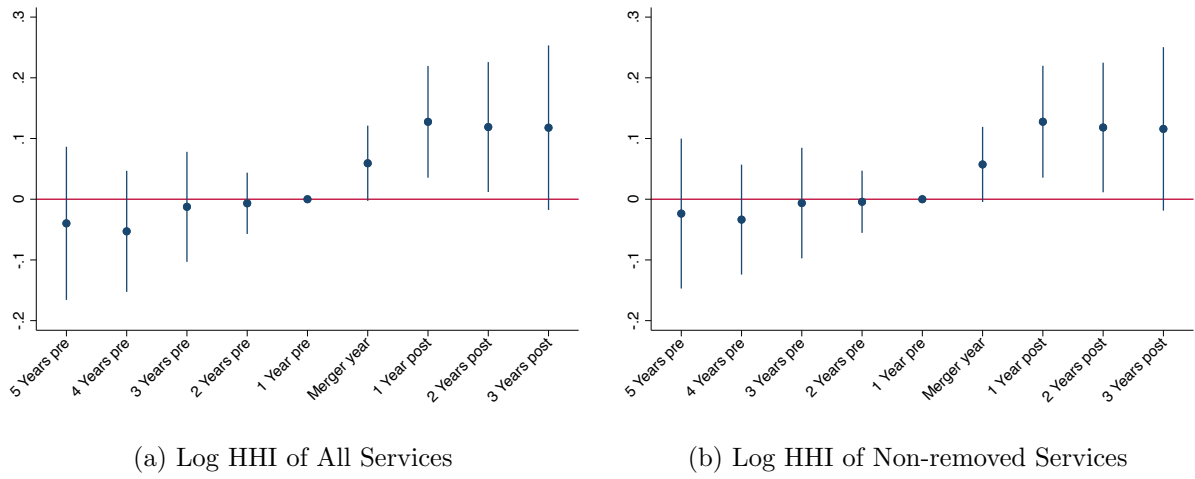 .3
.2
.1
0
-.1
-.2
5 Years pre
4 Years pre
3 Years pre
2 Years pre
1 Year pre
Merger year
1 Year post
2 Years post
3 Years post
(a) Log HHI of All Services
.3
.2
.1
0
-.1
-.2
5 Years pre
4 Years pre
3 Years pre
2 Years pre
1 Year pre
Merger year
1 Year post
2 Years post
3 Years post
(b) Log HHI of Non-removed Services